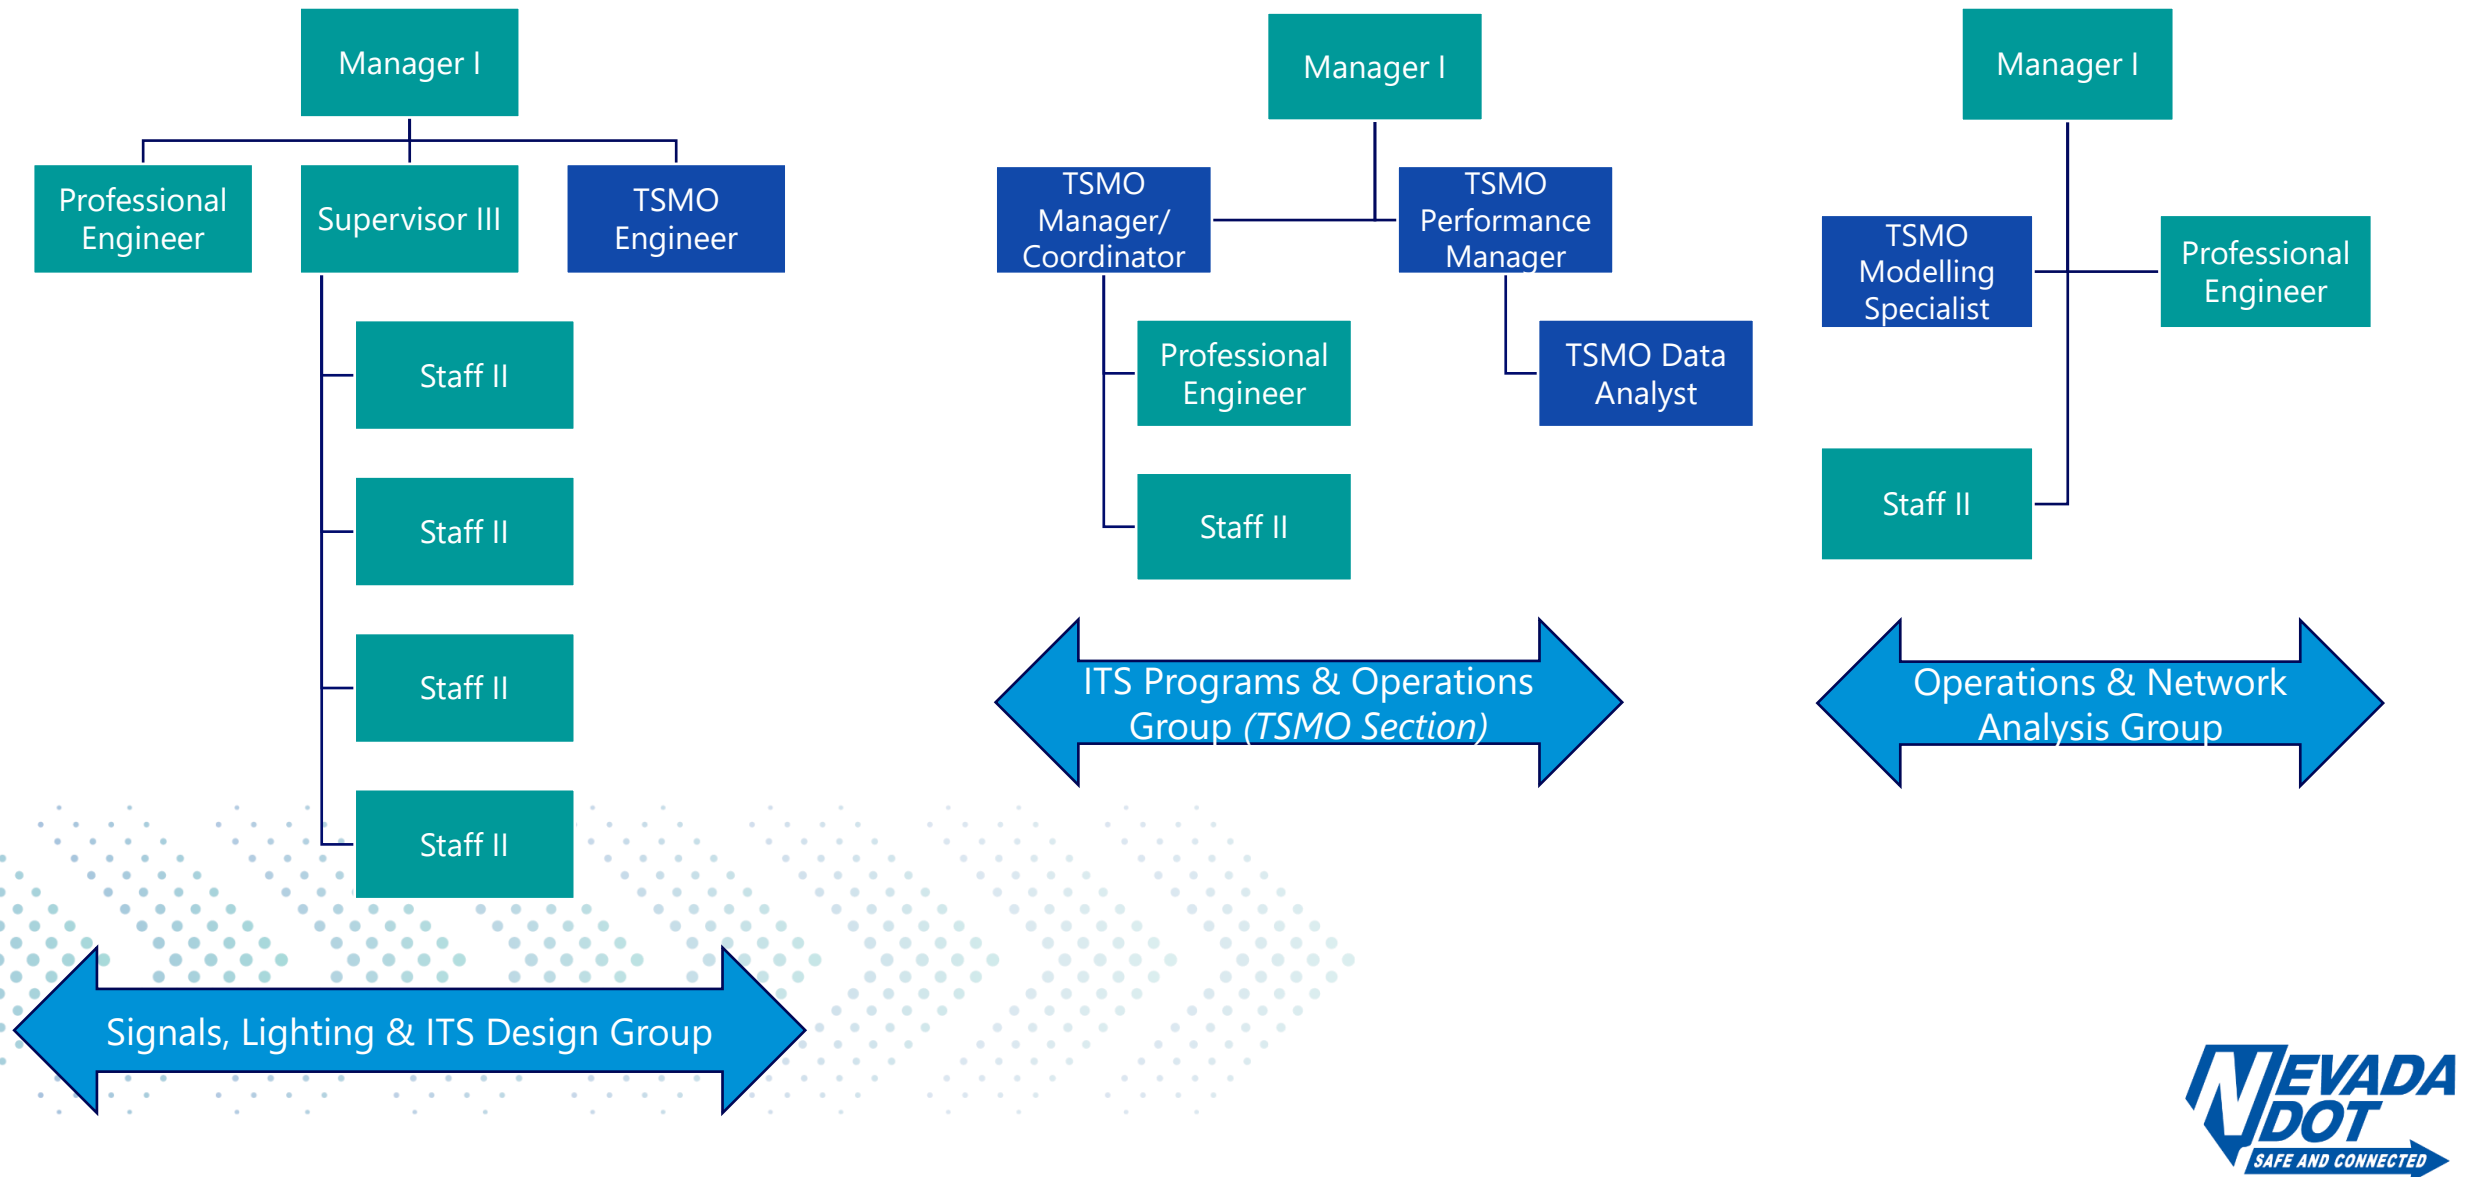 Manager I
Professional
Engineer
Supervisor III
TSMO
Engineer
Staff II
Staff II
Staff II
Staff II
Signals, Lighting & ITS Design Group
Manager I
TSMO
Manager/
Coordinator
TSMO
Performance
Manager
Professional
Engineer
TSMO Data
Analyst
Staff II
ITS Programs & Operations
Group (TSMO Section)
Manager I
TSMO
Modelling
Specialist
Professional
Engineer
Staff II
Operations & Network
Analysis Group
NEVADA
DOT
SAFE AND CONNECTED